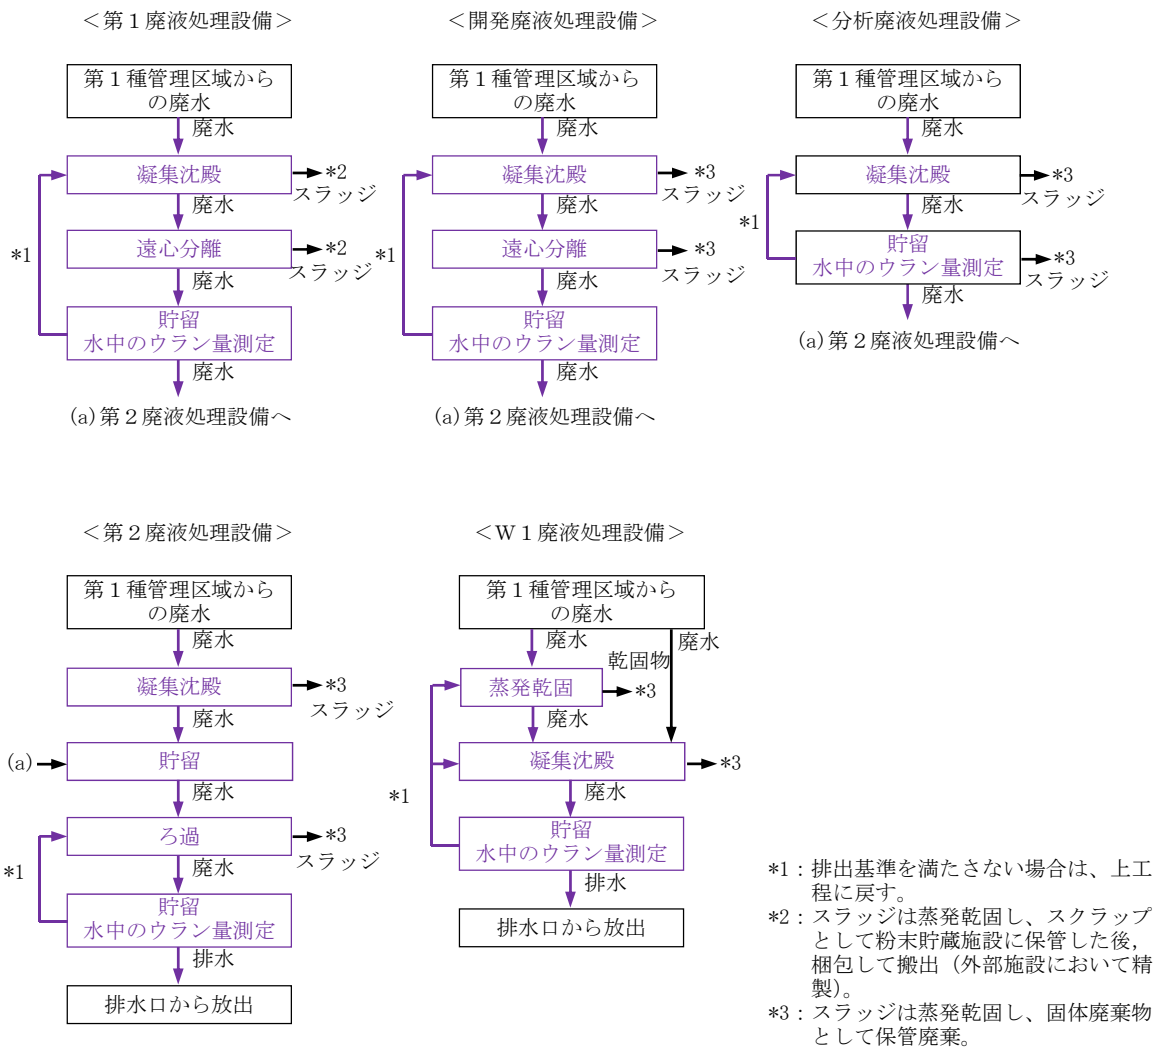 ＜第１廃液処理設備＞
第１種管理区域から
の廃水
廃水
凝集沈殿
*2
スラッジ
廃水
遠心分離
*2
スラッジ
*1
廃水
貯留
水中のウラン量測定
廃水
(a)第２廃液処理設備へ
＜開発廃液処理設備＞
第１種管理区域から
の廃水
廃水
凝集沈殿
*3
スラッジ
廃水
遠心分離
*3
スラッジ
*1
廃水
貯留
水中のウラン量測定
廃水
(a)第２廃液処理設備へ
＜分析廃液処理設備＞
第１種管理区域から
の廃水
廃水
凝集沈殿
*3
スラッジ
*1
廃水
貯留
水中のウラン量測定
*3
スラッジ
廃水
(a)第２廃液処理設備へ
＜第２廃液処理設備＞
第１種管理区域から
の廃水
廃水
凝集沈殿
*3
スラッジ
廃水
(a)
貯留
廃水
ろ過
*3
スラッジ
*1
廃水
貯留
水中のウラン量測定
排水
排水口から放出
＜Ｗ１廃液処理設備＞
第１種管理区域から
の廃水
廃水
廃水
乾固物
蒸発乾固
*3
廃水
凝集沈殿
*3
*1
廃水
貯留
水中のウラン量測定
排水
排水口から放出
*1：排出基準を満たさない場合は、上工
程に戻す。
*2：スラッジは蒸発乾固し、スクラップ
として粉末貯蔵施設に保管した後，
梱包して搬出（外部施設において精
製）。
*3：スラッジは蒸発乾固し、固体廃棄物
として保管廃棄。